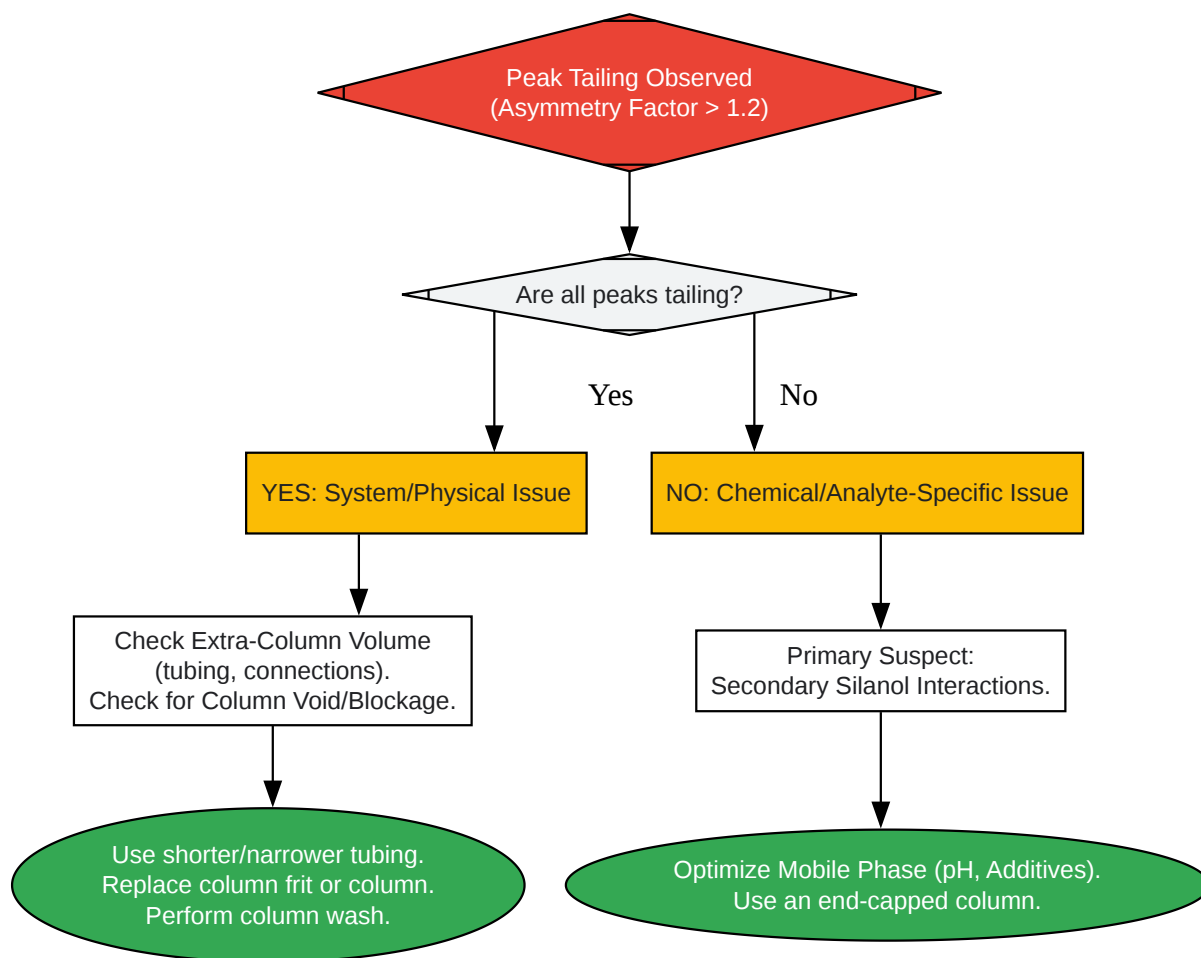 Peak Tailing Observed
(Asymmetry Factor > 1.2)
Are all peaks tailing?
Yes
No
YES: System/Physical Issue
NO: Chemical/Analyte-Specific Issue
Check Extra-Column Volume
(tubing, connections).
Check for Column Void/Blockage.
Primary Suspect:
Secondary Silanol Interactions.
Use shorter/narrower tubing.
Replace column frit or column.
Perform column wash.
Optimize Mobile Phase (pH, Additives).
Use an end-capped column.